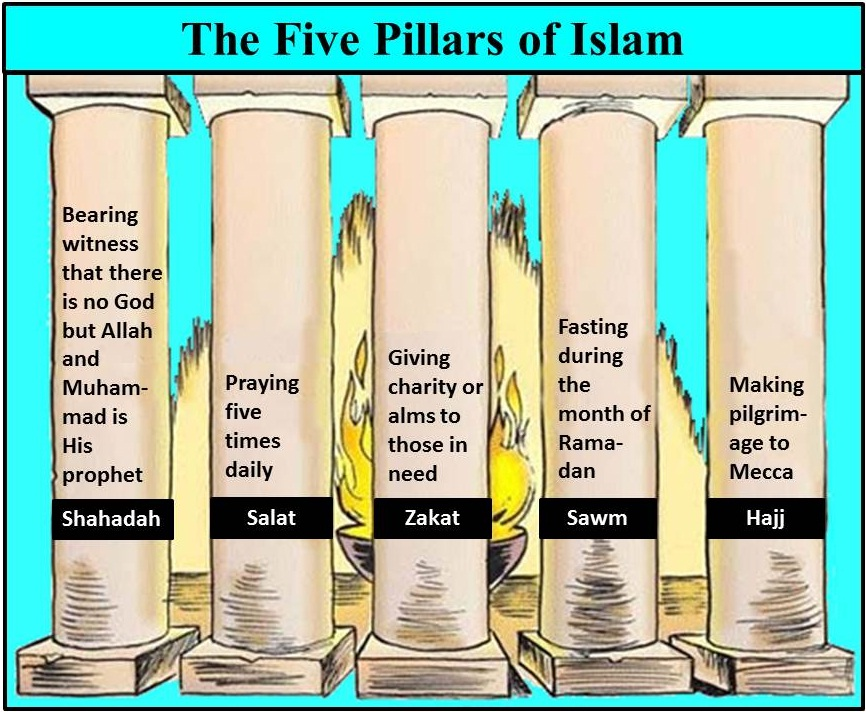 The Five Pillars of Islam
Bearing
witness
that there
is no God
but Allah
and
Muham-
mad is
His
prophet
Shahadah
Praying
five
times
daily
Salat
Giving
charity or
alms to
those in
need
Zakat
Fasting
during
the
month of
Rama-
dan
Sawm
Making
pilgrim-
age to
Mecca
Hajj